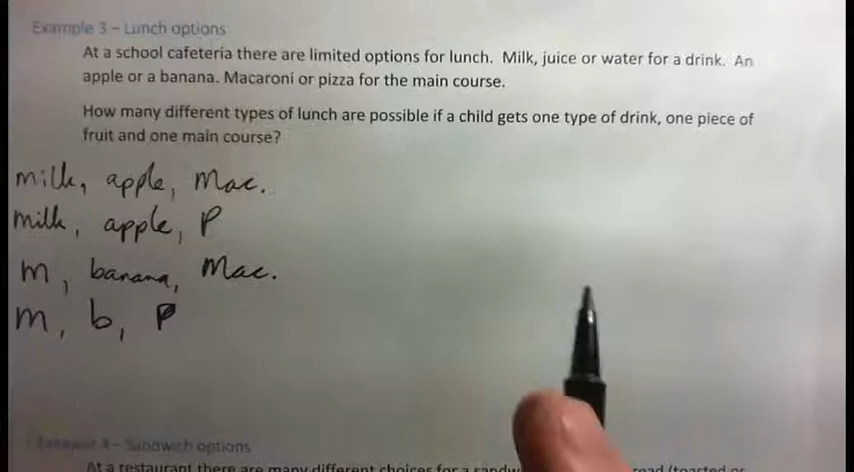 Example 3 – Lunch options
At a school cafeteria there are limited options for lunch. Milk, juice or water for a drink. An
apple or a banana. Macaroni or pizza for the main course.
How many different types of lunch are possible if a child gets one type of drink, one piece of
fruit and one main course?
milk, apple, Mac.
milk, apple, P
m, banana, Mac.
m, b, P
Example 4 – Sandwich options
At a restaurant there are many different choices for a (toasted or